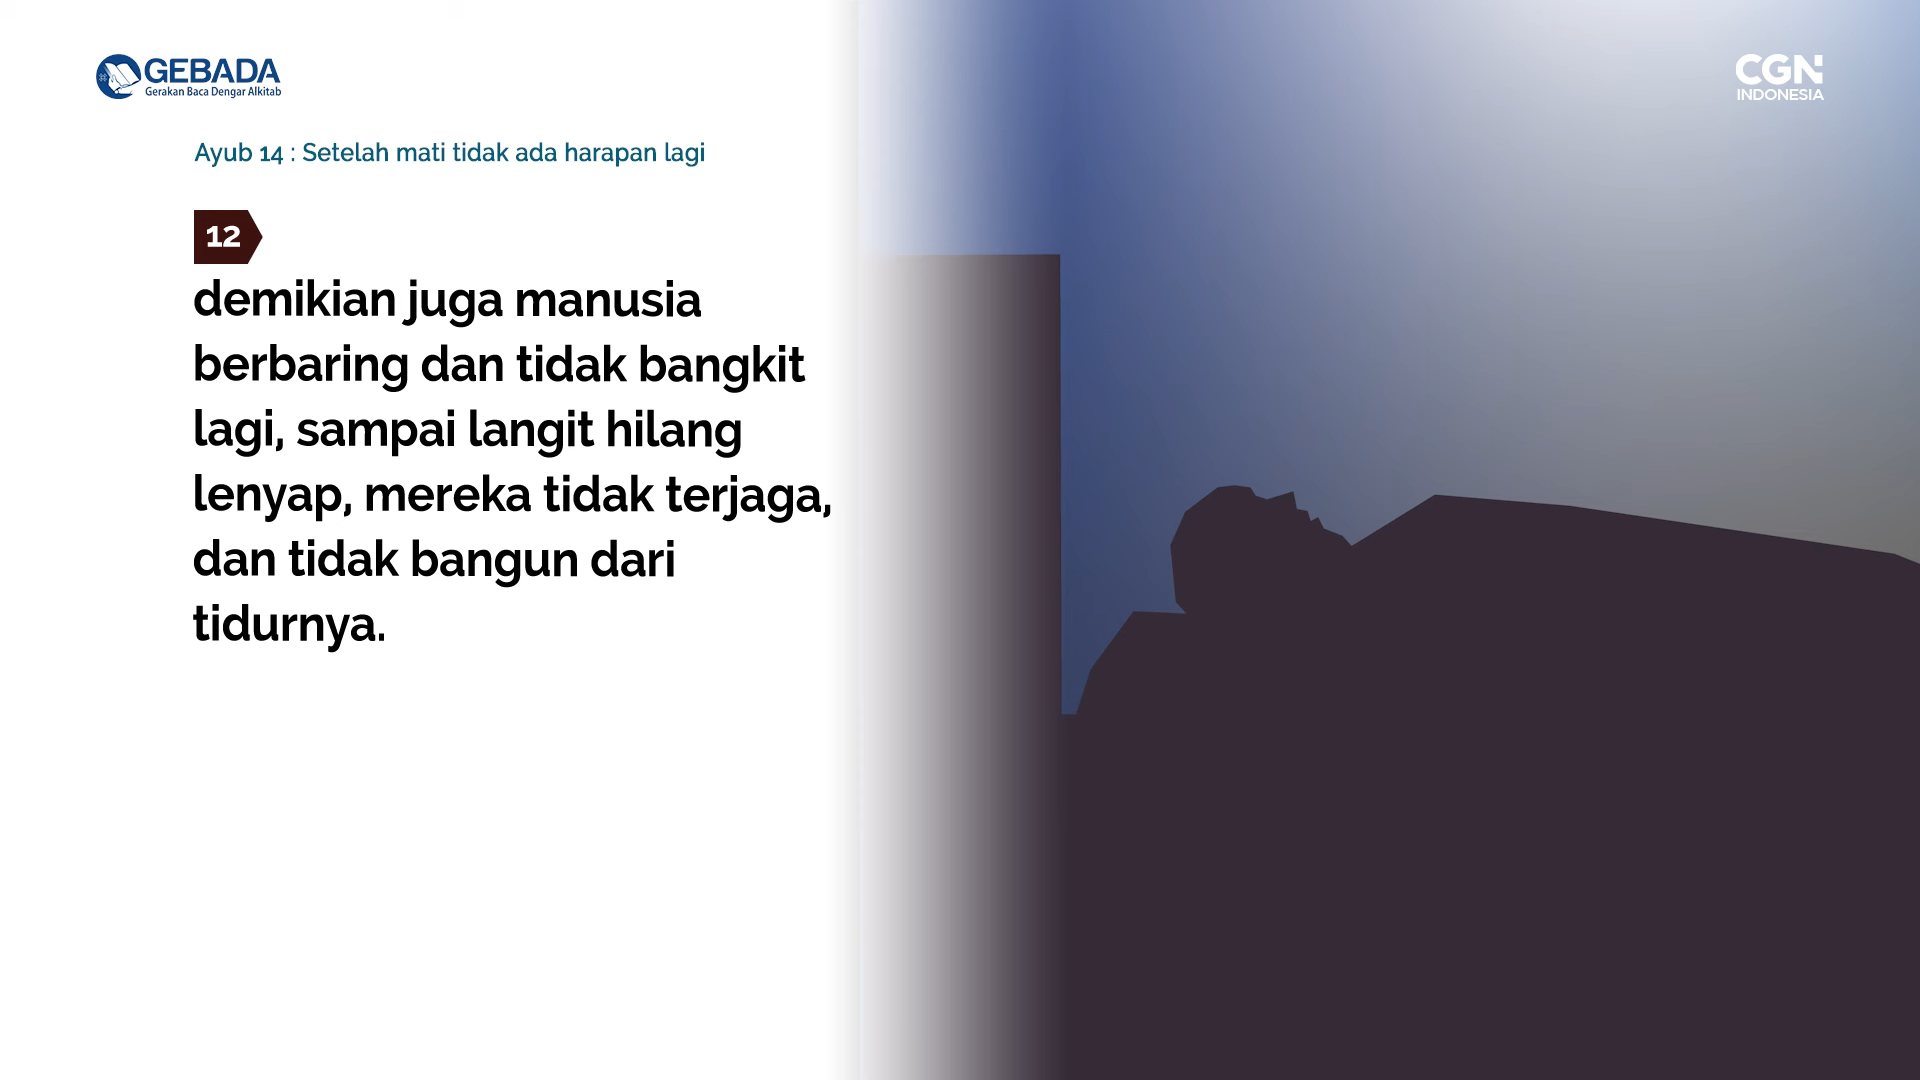 GEBADA
Gerakan Baca Dengar Alkitab
CGN
INDONESIA
Ayub 14 : Setelah mati tidak ada harapan lagi
12
demikian juga manusia
berbaring dan tidak bangkit
lagi, sampai langit hilang
lenyap, mereka tidak terjaga,
dan tidak bangun dari
tidurnya.